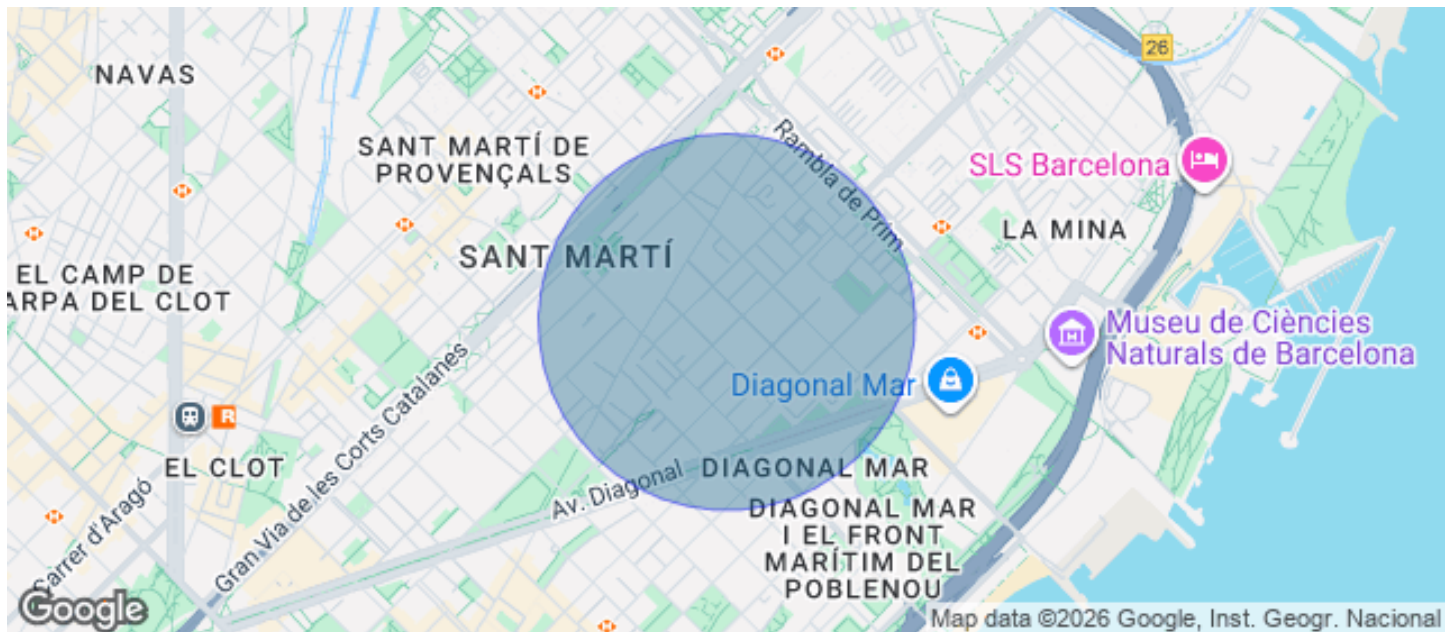 NAVAS
26
SANT MARTÍ DE
PROVENÇALS
Rambla de Prim
SLS Barcelona
LA MINA
SANT MARTÍ
EL CAMP DE
ARPA DEL CLOT
Museu de Ciències
Naturals de Barcelona
Diagonal Mar
R
Gran Via de les Corts Catalanes
EL CLOT
DIAGONAL MAR
Av. Diagonal
Carrer d'Aragó
DIAGONAL MAR
I EL FRONT
MARÍTIM DEL
POBLENOU
Google
Map data ©2026 Google, Inst. Geogr. Nacional